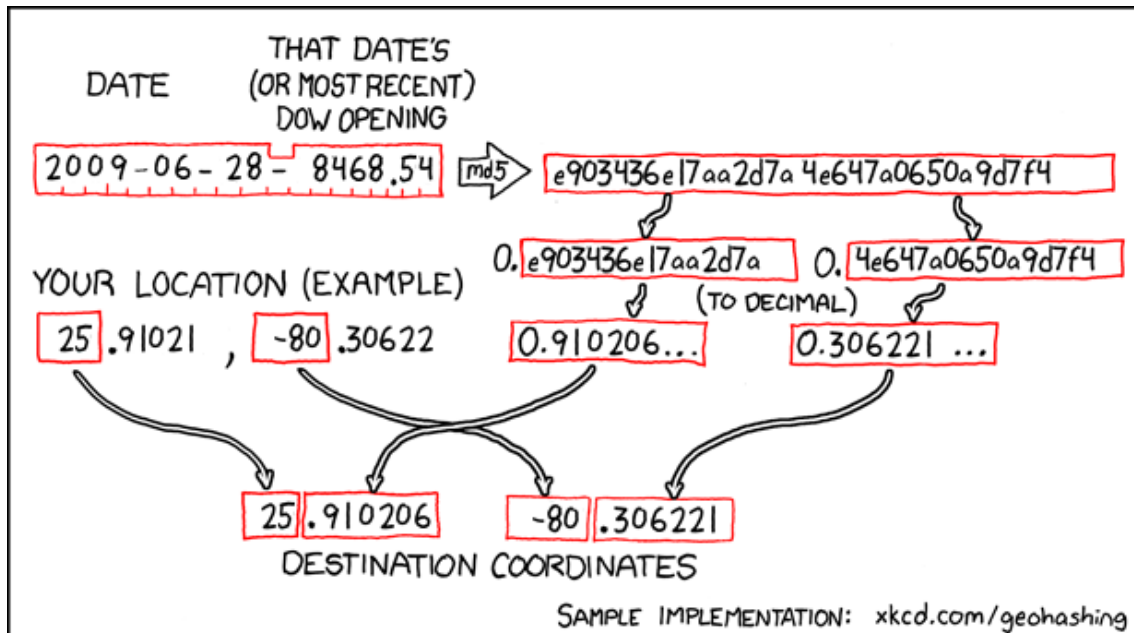 THAT DATE'S
DATE (OR MOST RECENT)
DOW OPENING
2009-06-28-8468.54 md5 e903436e17aa2d7a4e647a0650a9d7f4
0.e903436e17aa2d7a 0.4e647a0650a9d7f4
YOUR LOCATION (EXAMPLE) (TO DECIMAL)
25.91021, -80.30622 0.910206... 0.306221...
25.910206 -80.306221
DESTINATION COORDINATES
SAMPLE IMPLEMENTATION: xkcd.com/geohashing